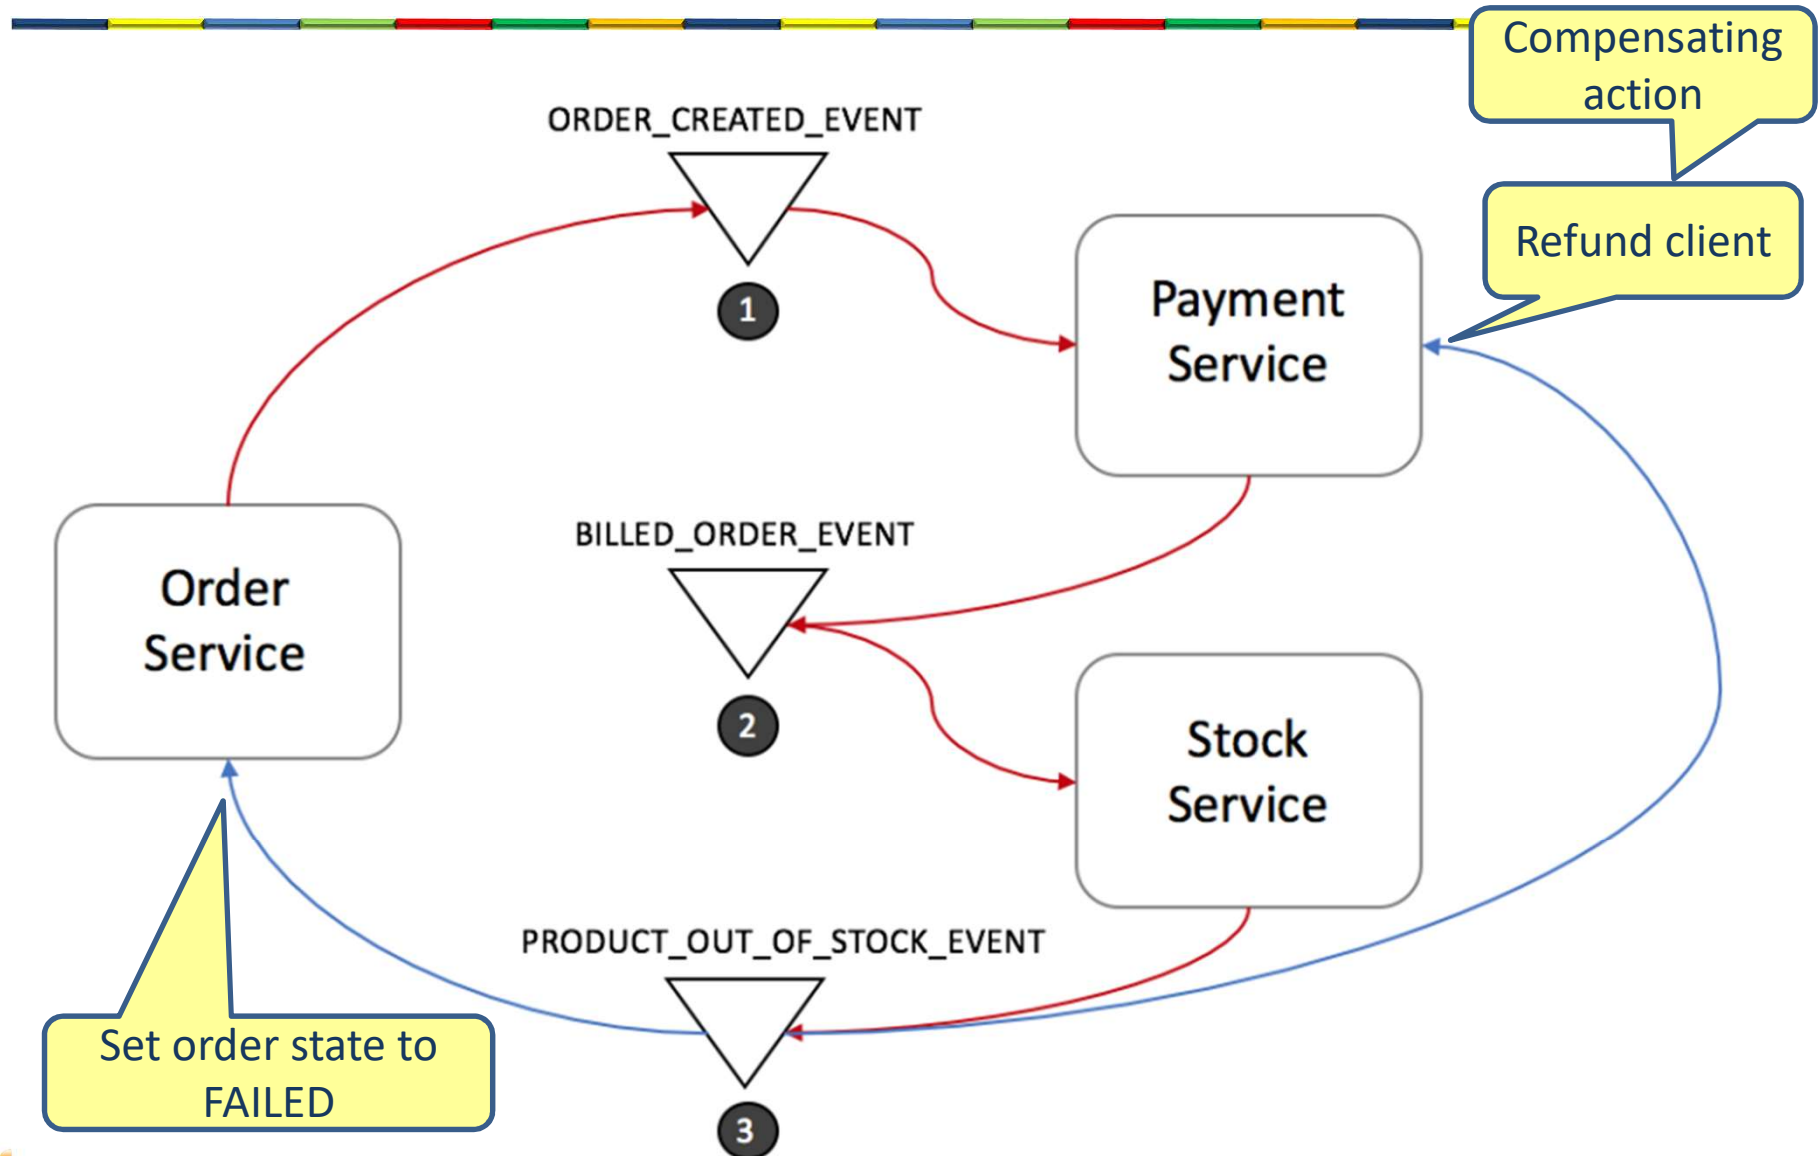 Compensating
action
ORDER_CREATED_EVENT
Refund client
1
Payment
Service
BILLED_ORDER_EVENT
Order
Service
2
Stock
Service
PRODUCT_OUT_OF_STOCK_EVENT
Set order state to
FAILED
3